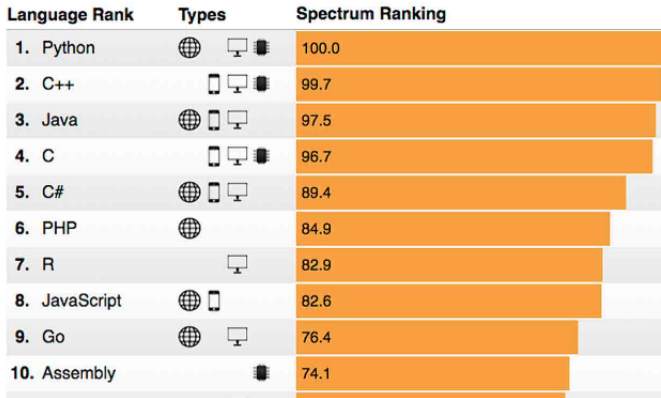 Language Rank Types Spectrum Ranking
1. Python 100.0
2. C++ 99.7
3. Java 97.5
4. C 96.7
5. C# 89.4
6. PHP 84.9
7. R 82.9
8. JavaScript 82.6
9. Go 76.4
10. Assembly 74.1